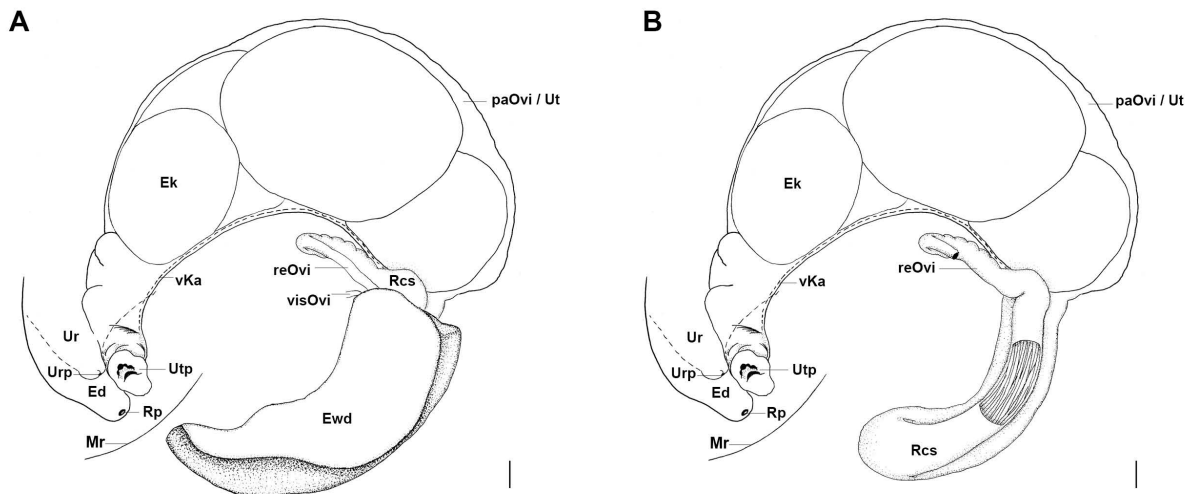 A
paOvi / Ut
Ek
reOvi
Rcs
vKa
visOvi
Ur
Urp
Utp
Ed
Rp
Ewd
Mr
B
paOvi / Ut
Ek
reOvi
vKa
Ur
Urp
Utp
Ed
Rp
Mr
Rcs